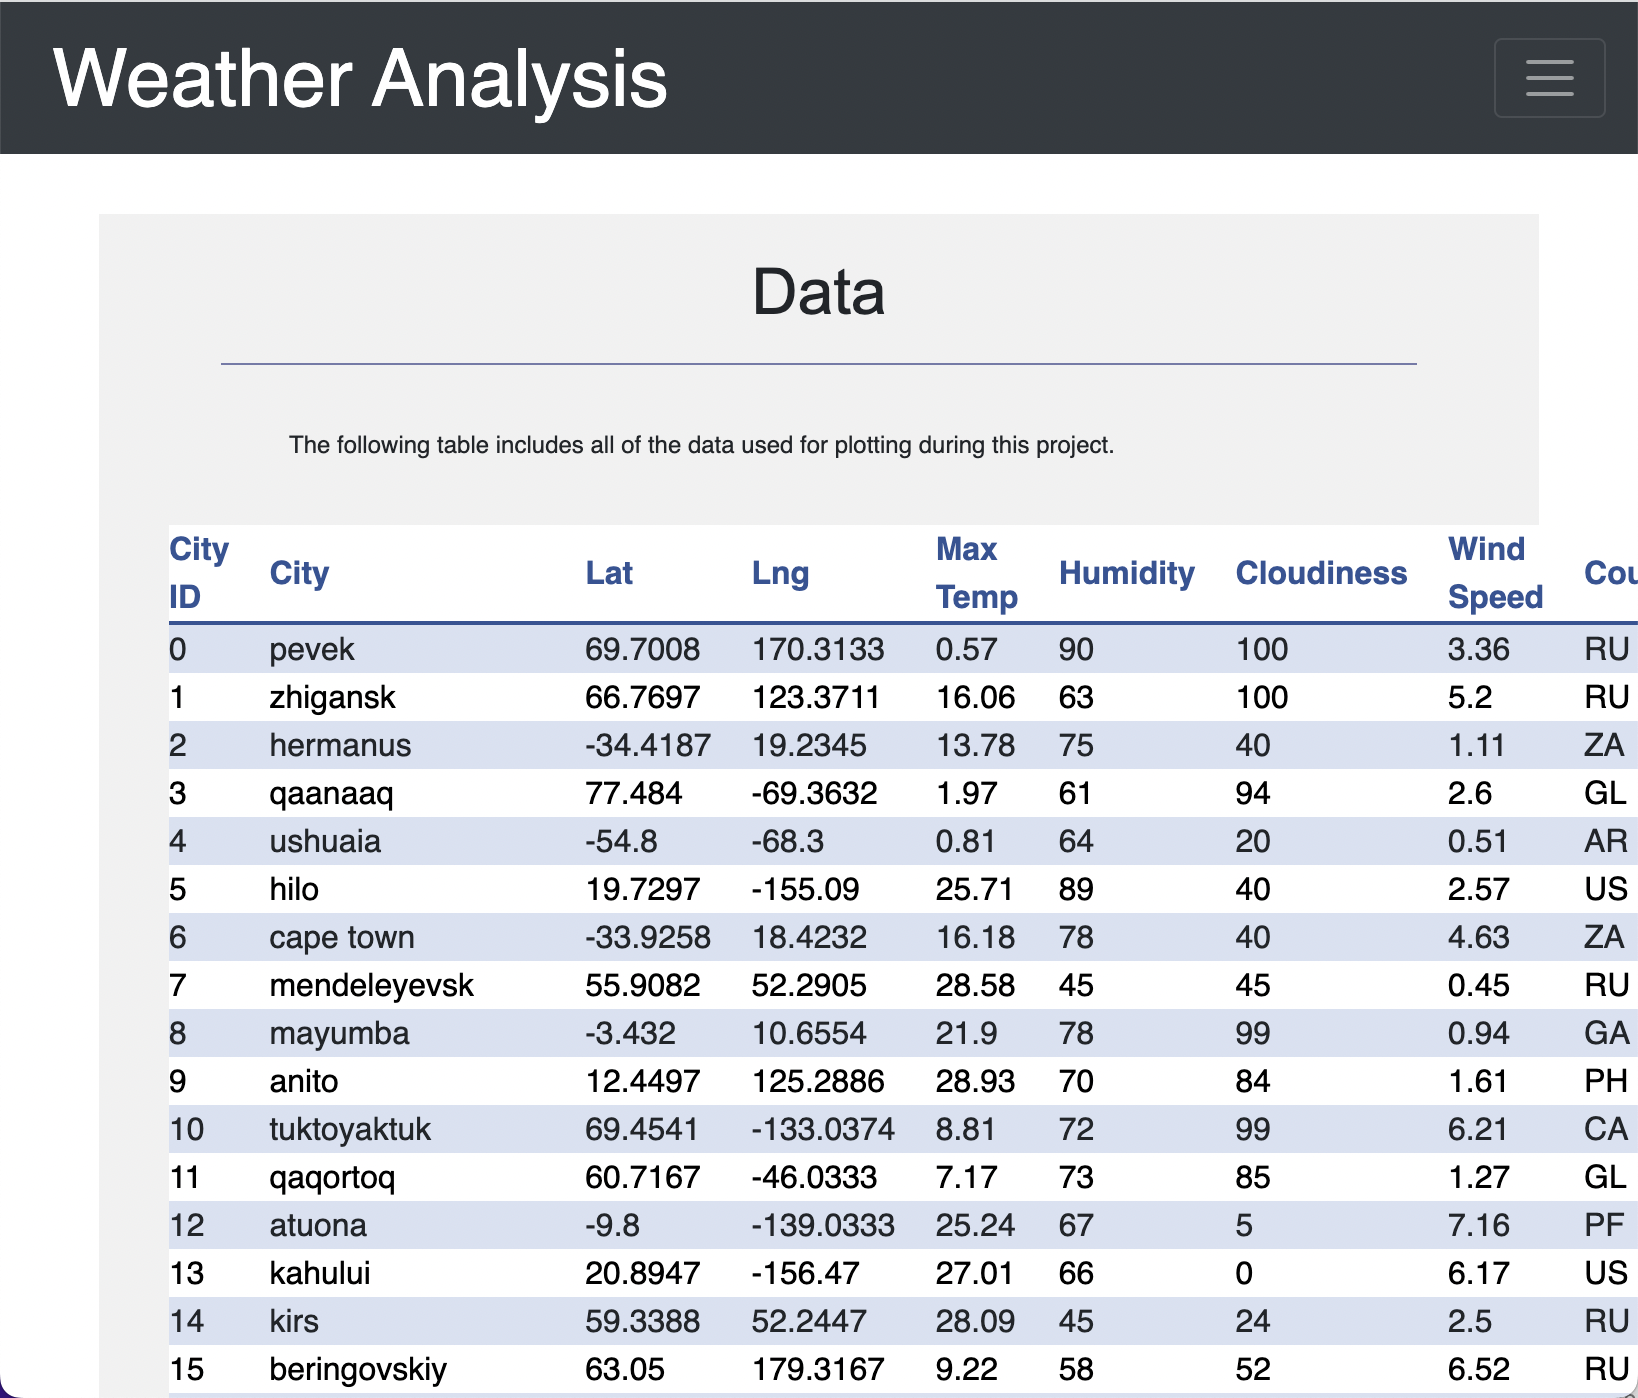 Weather Analysis
Data
The following table includes all of the data used for plotting during this project.
City ID City Lat Lng Max Temp Humidity Cloudiness Wind Speed Cou
0 pevek 69.7008 170.3133 0.57 90 100 3.36 RU
1 zhigansk 66.7697 123.3711 16.06 63 100 5.2 RU
2 hermanus -34.4187 19.2345 13.78 75 40 1.11 ZA
3 qaanaaq 77.484 -69.3632 1.97 61 94 2.6 GL
4 ushuaia -54.8 -68.3 0.81 64 20 0.51 AR
5 hilo 19.7297 -155.09 25.71 89 40 2.57 US
6 cape town -33.9258 18.4232 16.18 78 40 4.63 ZA
7 mendeleyevsk 55.9082 52.2905 28.58 45 45 0.45 RU
8 mayumba -3.432 10.6554 21.9 78 99 0.94 GA
9 anito 12.4497 125.2886 28.93 70 84 1.61 PH
10 tuktoyaktuk 69.4541 -133.0374 8.81 72 99 6.21 CA
11 qaqortoq 60.7167 -46.0333 7.17 73 85 1.27 GL
12 atuona -9.8 -139.0333 25.24 67 5 7.16 PF
13 kahului 20.8947 -156.47 27.01 66 0 6.17 US
14 kirs 59.3388 52.2447 28.09 45 24 2.5 RU
15 beringovskiy 63.05 179.3167 9.22 58 52 6.52 RU